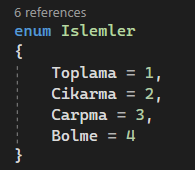 6 references
enum Islemler
{
    Toplama = 1,
    Cikarma = 2,
    Carpma = 3,
    Bolme = 4
}